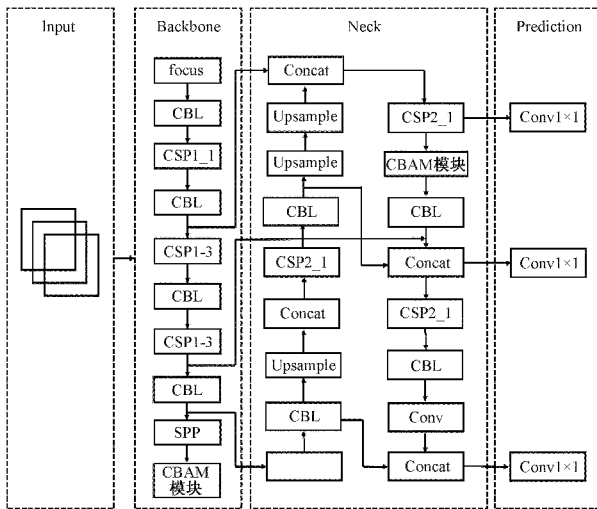 Input
Backbone
focus
CBL
CSP1_1
CBL
CSP1-3
CBL
CSP1-3
CBL
SPP
CBAM
模块
Neck
Concat
Upsample
Upsample
CBL
CSP2_1
Concat
Upsample
CBL
CSP2_1
CBAM模块
CBL
Concat
CSP2_1
CBL
Conv
Concat
Prediction
Conv1×1
Conv1×1
Conv1×1